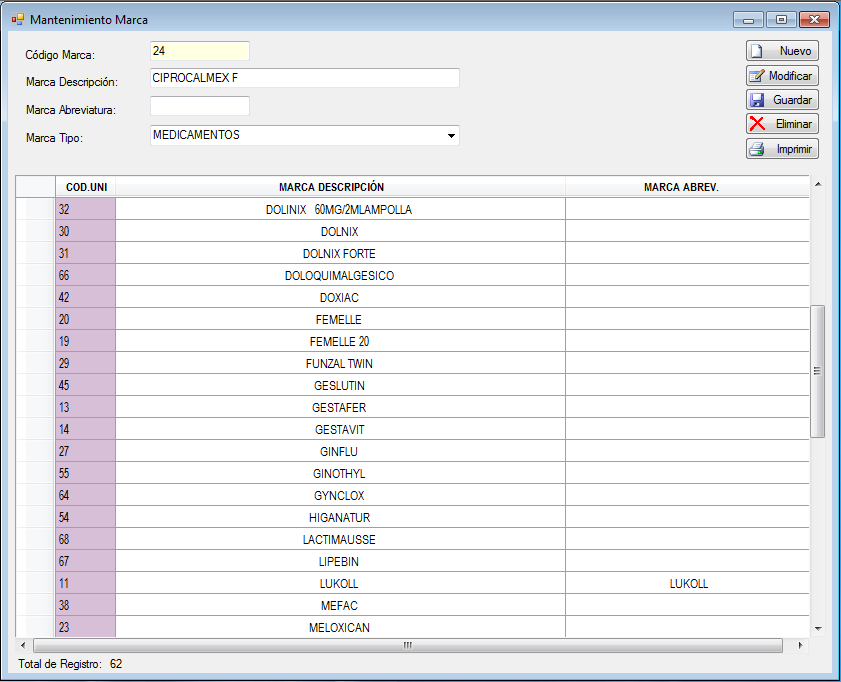 Mantenimiento Marca
Código Marca: 24
Nuevo
Marca Descripción: CIPROCALMEX F
Modificar
Marca Abreviatura:
Guardar
Marca Tipo: MEDICAMENTOS
Eliminar
Imprimir
COD.UNI MARCA DESCRIPCIÓN MARCA ABREV.
32 DOLINIX 60MG/2MLAMPOLLA
30 DOLNIX
31 DOLNIX FORTE
66 DOLOQUIMALGESICO
42 DOXIAC
20 FEMELLE
19 FEMELLE 20
29 FUNZAL TWIN
45 GESLUTIN
13 GESTAFER
14 GESTAVIT
27 GINFLU
55 GINOTHYL
64 GYNCLOX
54 HIGANATUR
68 LACTIMAUSSE
67 LIPEBIN
11 LUKOLL LUKOLL
38 MEFAC
23 MELOXICAN
Total de Registro: 62